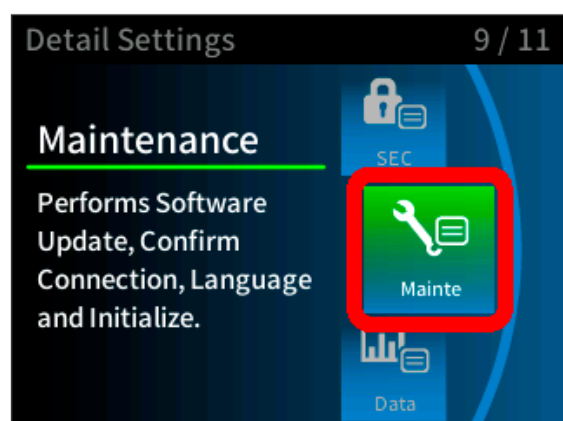 Detail Settings 9 / 11
SEC
Maintenance
Performs Software
Update, Confirm
Connection, Language
and Initialize.
Mainte
Data